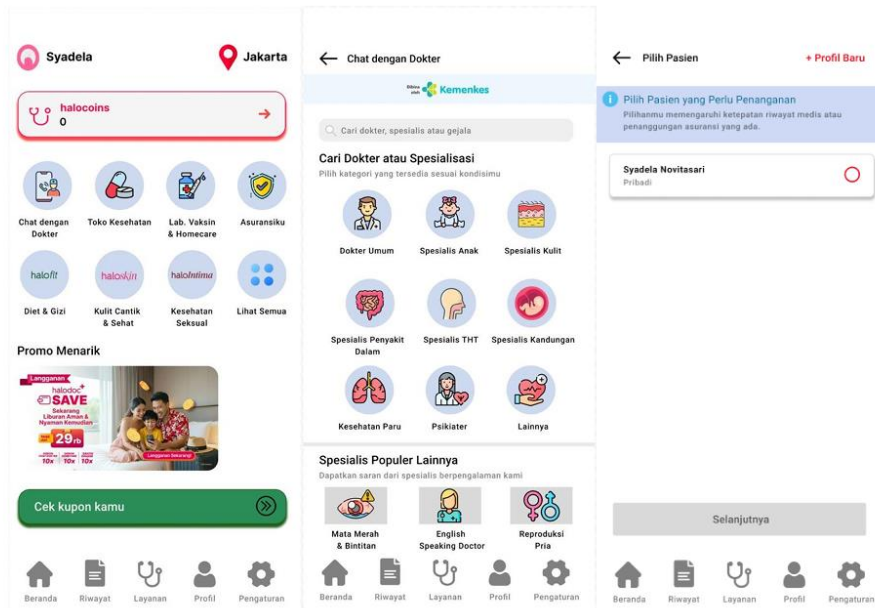 Syadela
Jakarta
halocoins
0
Chat dengan
Dokter
Toko Kesehatan
Lab. Vaksin
& Homecare
Asuransiku
halofit
haloskin
haloIntima
Diet & Gizi
Kulit Cantik
& Sehat
Kesehatan
Seksual
Lihat Semua
Promo Menarik
Langganan
halodoc
SAVE
Sekarang
Liburan Aman &
Nyaman Kemudian
29rb
10x 10x 10x
Langganan Sekarang!
Cek kupon kamu
Beranda
Riwayat
Layanan
Profil
Pengaturan
Chat dengan Dokter
Kemenkes
Cari dokter, spesialis atau gejala
Cari Dokter atau Spesialisasi
Pilih kategori yang tersedia sesuai kondisimu
Dokter Umum
Spesialis Anak
Spesialis Kulit
Spesialis Penyakit
Dalam
Spesialis THT
Spesialis Kandungan
Kesehatan Paru
Psikiater
Lainnya
Spesialis Populer Lainnya
Dapatkan saran dari spesialis berpengalaman kami
Mata Merah
& Bintitan
English
Speaking Doctor
Reproduksi
Pria
Beranda
Riwayat
Layanan
Profil
Pengaturan
Pilih Pasien
+ Profil Baru
Pilih Pasien yang Perlu Penanganan
Pilihanmu memengaruhi ketepatan riwayat medis atau
penanggungan asuransi yang ada.
Syadela Novitasari
Pribadi
Selanjutnya
Beranda
Riwayat
Layanan
Profil
Pengaturan